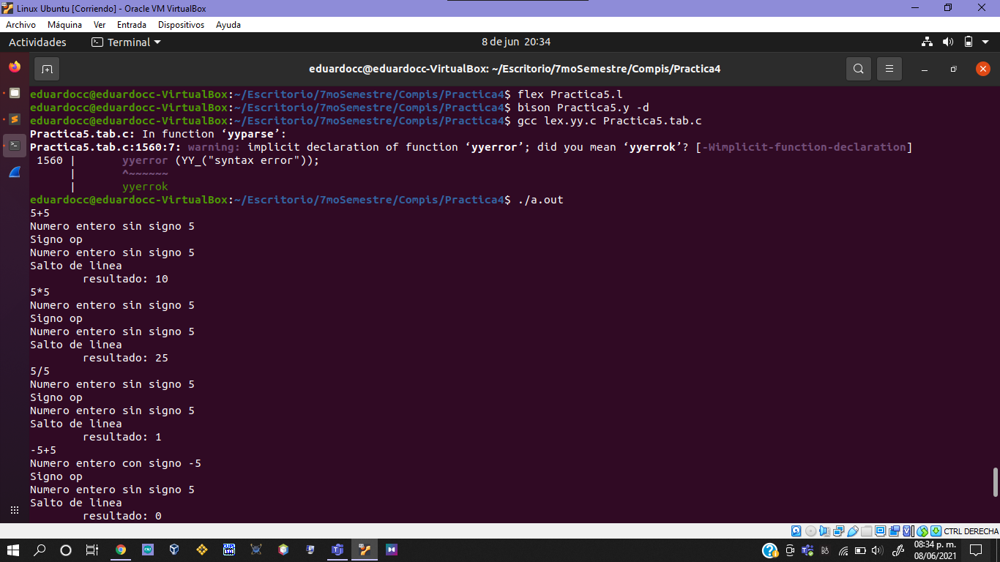 Linux Ubuntu [Corriendo] - Oracle VM VirtualBox
Archivo Máquina Ver Entrada Dispositivos Ayuda
Actividades Terminal 8 de jun 20:34
eduardocc@eduardocc-VirtualBox: ~/Escritorio/7moSemestre/Compis/Practica4
eduardocc@eduardocc-VirtualBox:~/Escritorio/7moSemestre/Compis/Practica4$ flex Practica5.l
eduardocc@eduardocc-VirtualBox:~/Escritorio/7moSemestre/Compis/Practica4$ bison Practica5.y -d
eduardocc@eduardocc-VirtualBox:~/Escritorio/7moSemestre/Compis/Practica4$ gcc lex.yy.c Practica5.tab.c
Practica5.tab.c: In function ‘yyparse’:
Practica5.tab.c:1560:7: warning: implicit declaration of function ‘yyerror’; did you mean ‘yyerrok’? [-Wimplicit-function-declaration]
1560 |       yyerror (YY_("syntax error"));
     |       ^~~~~~~
     |       yyerrok
eduardocc@eduardocc-VirtualBox:~/Escritorio/7moSemestre/Compis/Practica4$ ./a.out
5+5
Numero entero sin signo 5
Signo op
Numero entero sin signo 5
Salto de linea
        resultado: 10
5*5
Numero entero sin signo 5
Signo op
Numero entero sin signo 5
Salto de linea
        resultado: 25
5/5
Numero entero sin signo 5
Signo op
Numero entero sin signo 5
Salto de linea
        resultado: 1
-5+5
Numero entero con signo -5
Signo op
Numero entero sin signo 5
Salto de linea
        resultado: 0
CTRL DERECHA
08:34 p. m.
08/06/2021